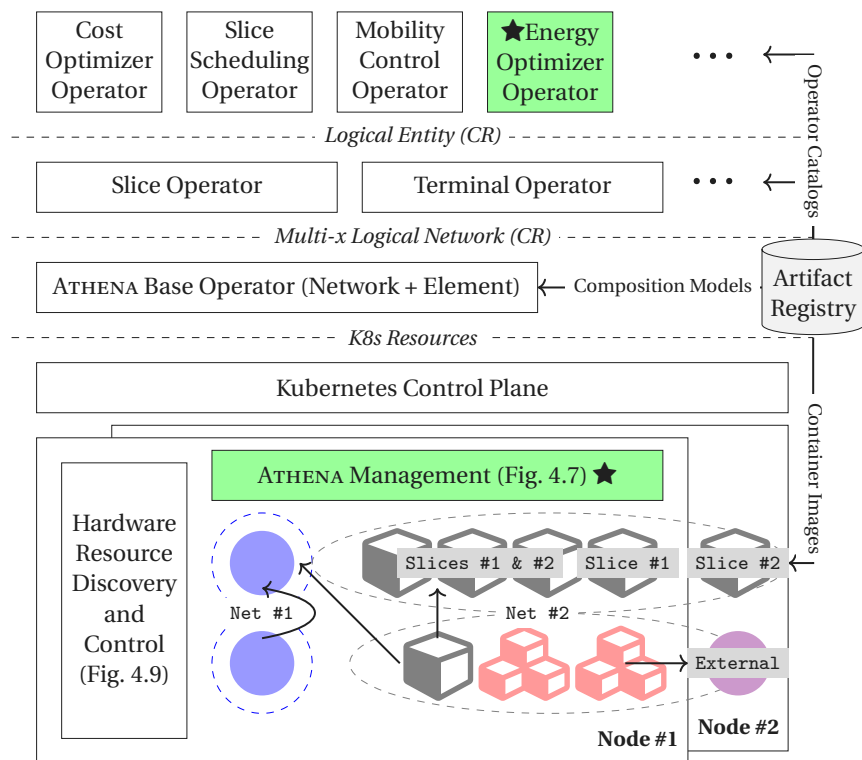 Cost
Optimizer
Operator
Slice
Scheduling
Operator
Mobility
Control
Operator
★Energy
Optimizer
Operator
Logical Entity (CR)
Operator Catalogs
Slice Operator
Terminal Operator
Multi-x Logical Network (CR)
ATHENA Base Operator (Network + Element)
Composition Models
Artifact
Registry
K8s Resources
Kubernetes Control Plane
Container Images
ATHENA Management (Fig. 4.7) ★
Hardware
Resource
Discovery
and
Control
(Fig. 4.9)
Slices #1 & #2
Slice #1
Slice #2
Net #1
Net #2
External
Node #1
Node #2